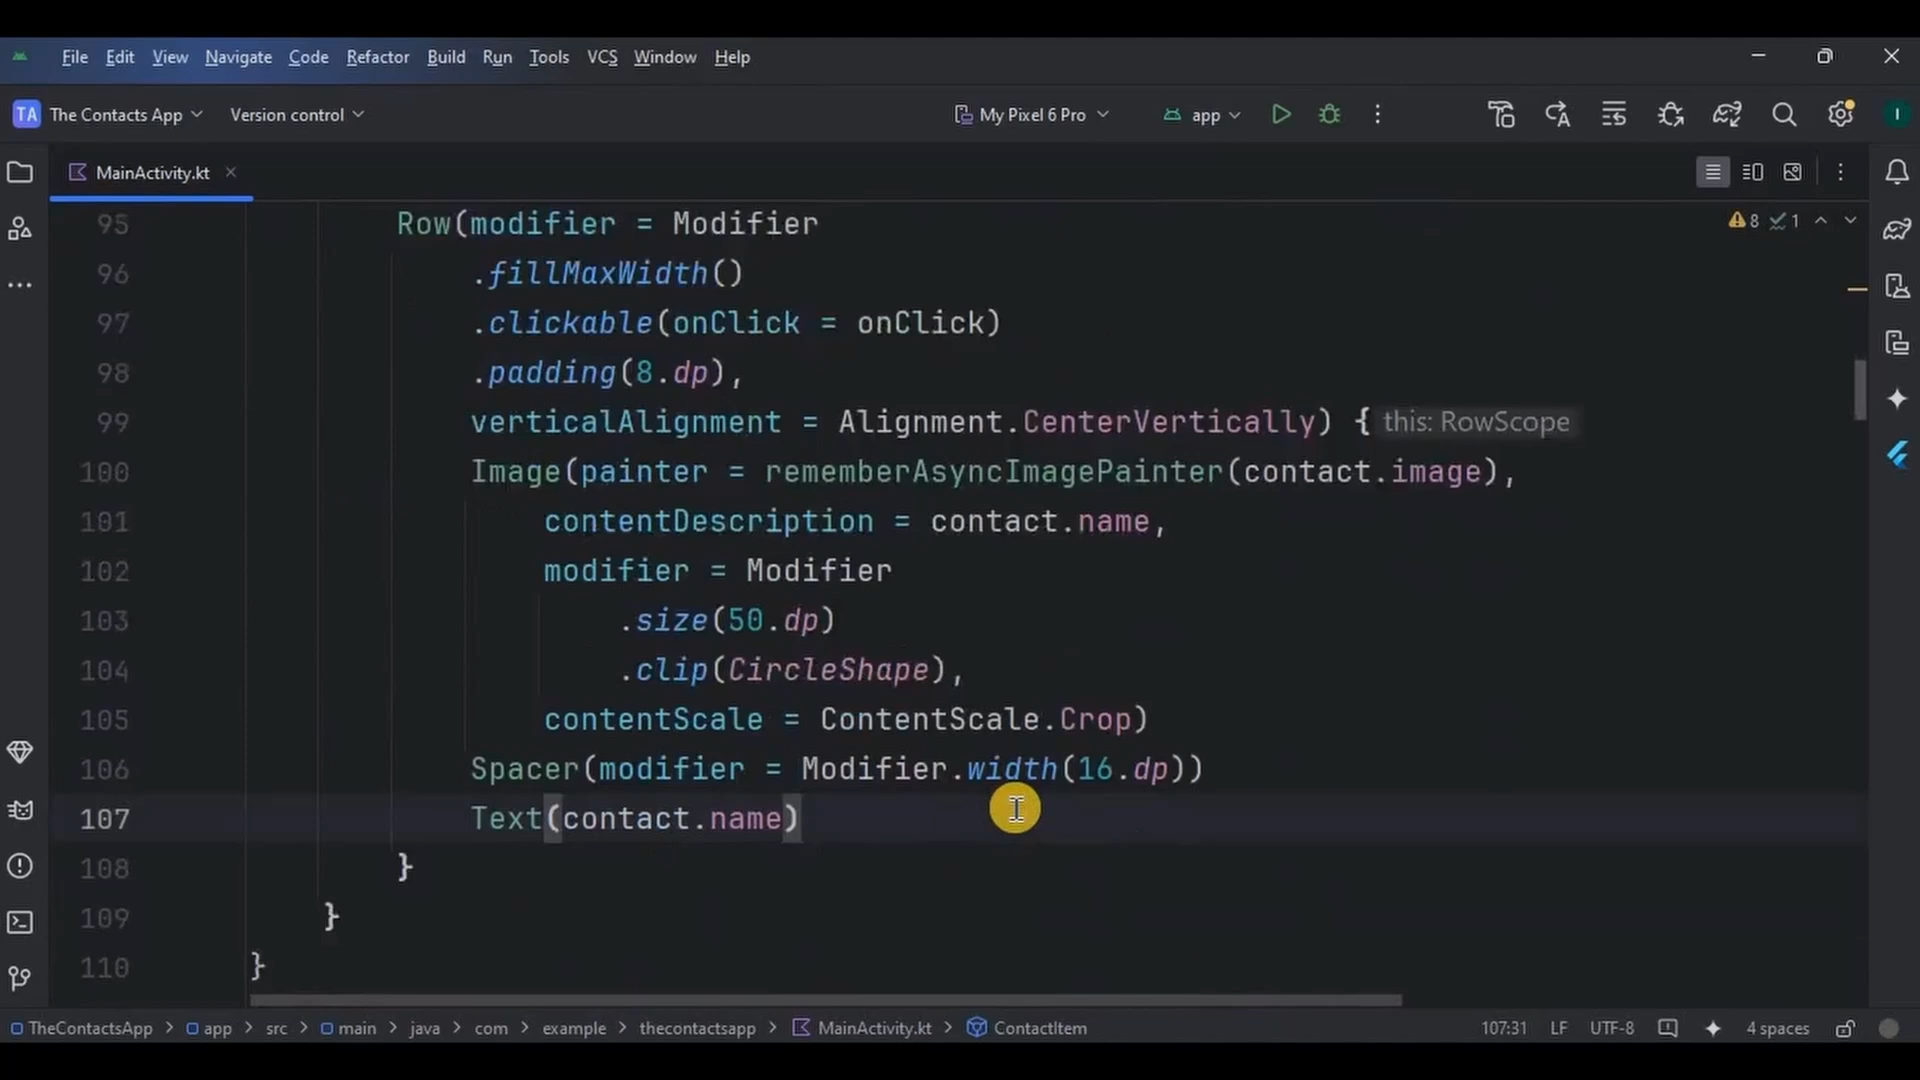 File Edit View Navigate Code Refactor Build Run Tools VCS Window Help
TA The Contacts App Version control My Pixel 6 Pro app I
MainActivity.kt
95 Row(modifier = Modifier 8 1
96 .fillMaxWidth()
97 .clickable(onClick = onClick)
98 .padding(8.dp),
99 verticalAlignment = Alignment.CenterVertically) { this: RowScope
100 Image(painter = rememberAsyncImagePainter(contact.image),
101 contentDescription = contact.name,
102 modifier = Modifier
103 .size(50.dp)
104 .clip(CircleShape),
105 contentScale = ContentScale.Crop)
106 Spacer(modifier = Modifier.width(16.dp))
107 Text(contact.name)
108 }
109 }
110 }
TheContactsApp > app > src > main > java > com > example > thecontactsapp > MainActivity.kt > ContactItem 107:31 LF UTF-8 4 spaces